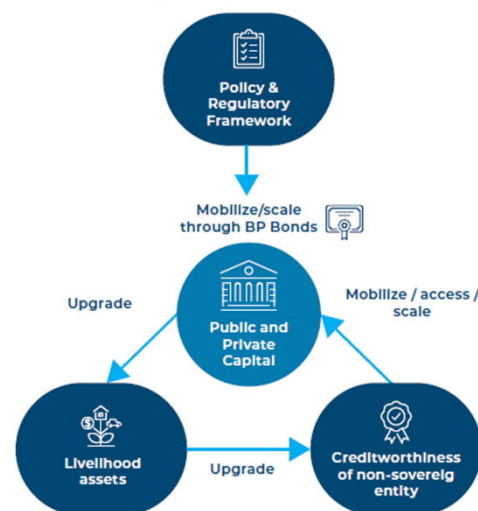 Policy &
Regulatory
Framework
Mobilize/scale
through BP Bonds
Upgrade
Mobilize / access /
scale
Public and
Private
Capital
Livelihood
assets
Upgrade
Creditworthiness
of non-sovereig
entity